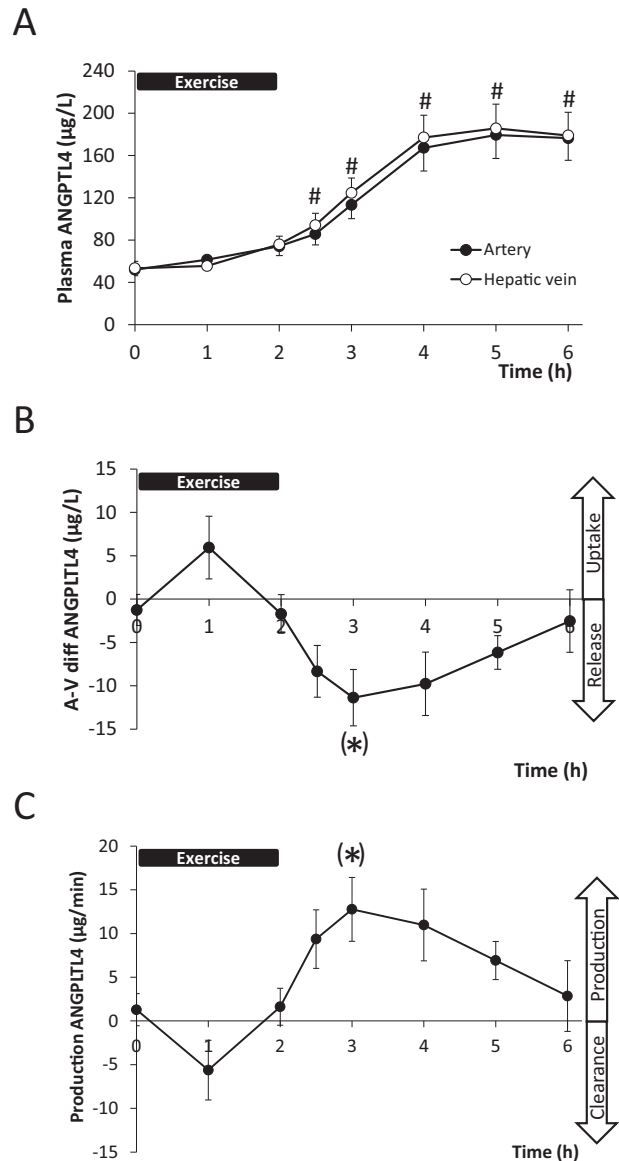 A
Exercise
Plasma ANGPTL4 (µg/L)
240
200
160
120
80
40
0
# # # # #
Artery
Hepatic vein
0 1 2 3 4 5 6
Time (h)
B
Exercise
A-V diff ANGPLTL4 (µg/L)
15
10
5
0
-5
-10
-15
0 1 2 3 4 5 6
(*)
Uptake
Release
Time (h)
C
Exercise
(*)
Production ANGPLTL4 (µg/min)
20
15
10
5
0
-5
-10
-15
0 1 2 3 4 5 6
Production
Clearance
Time (h)